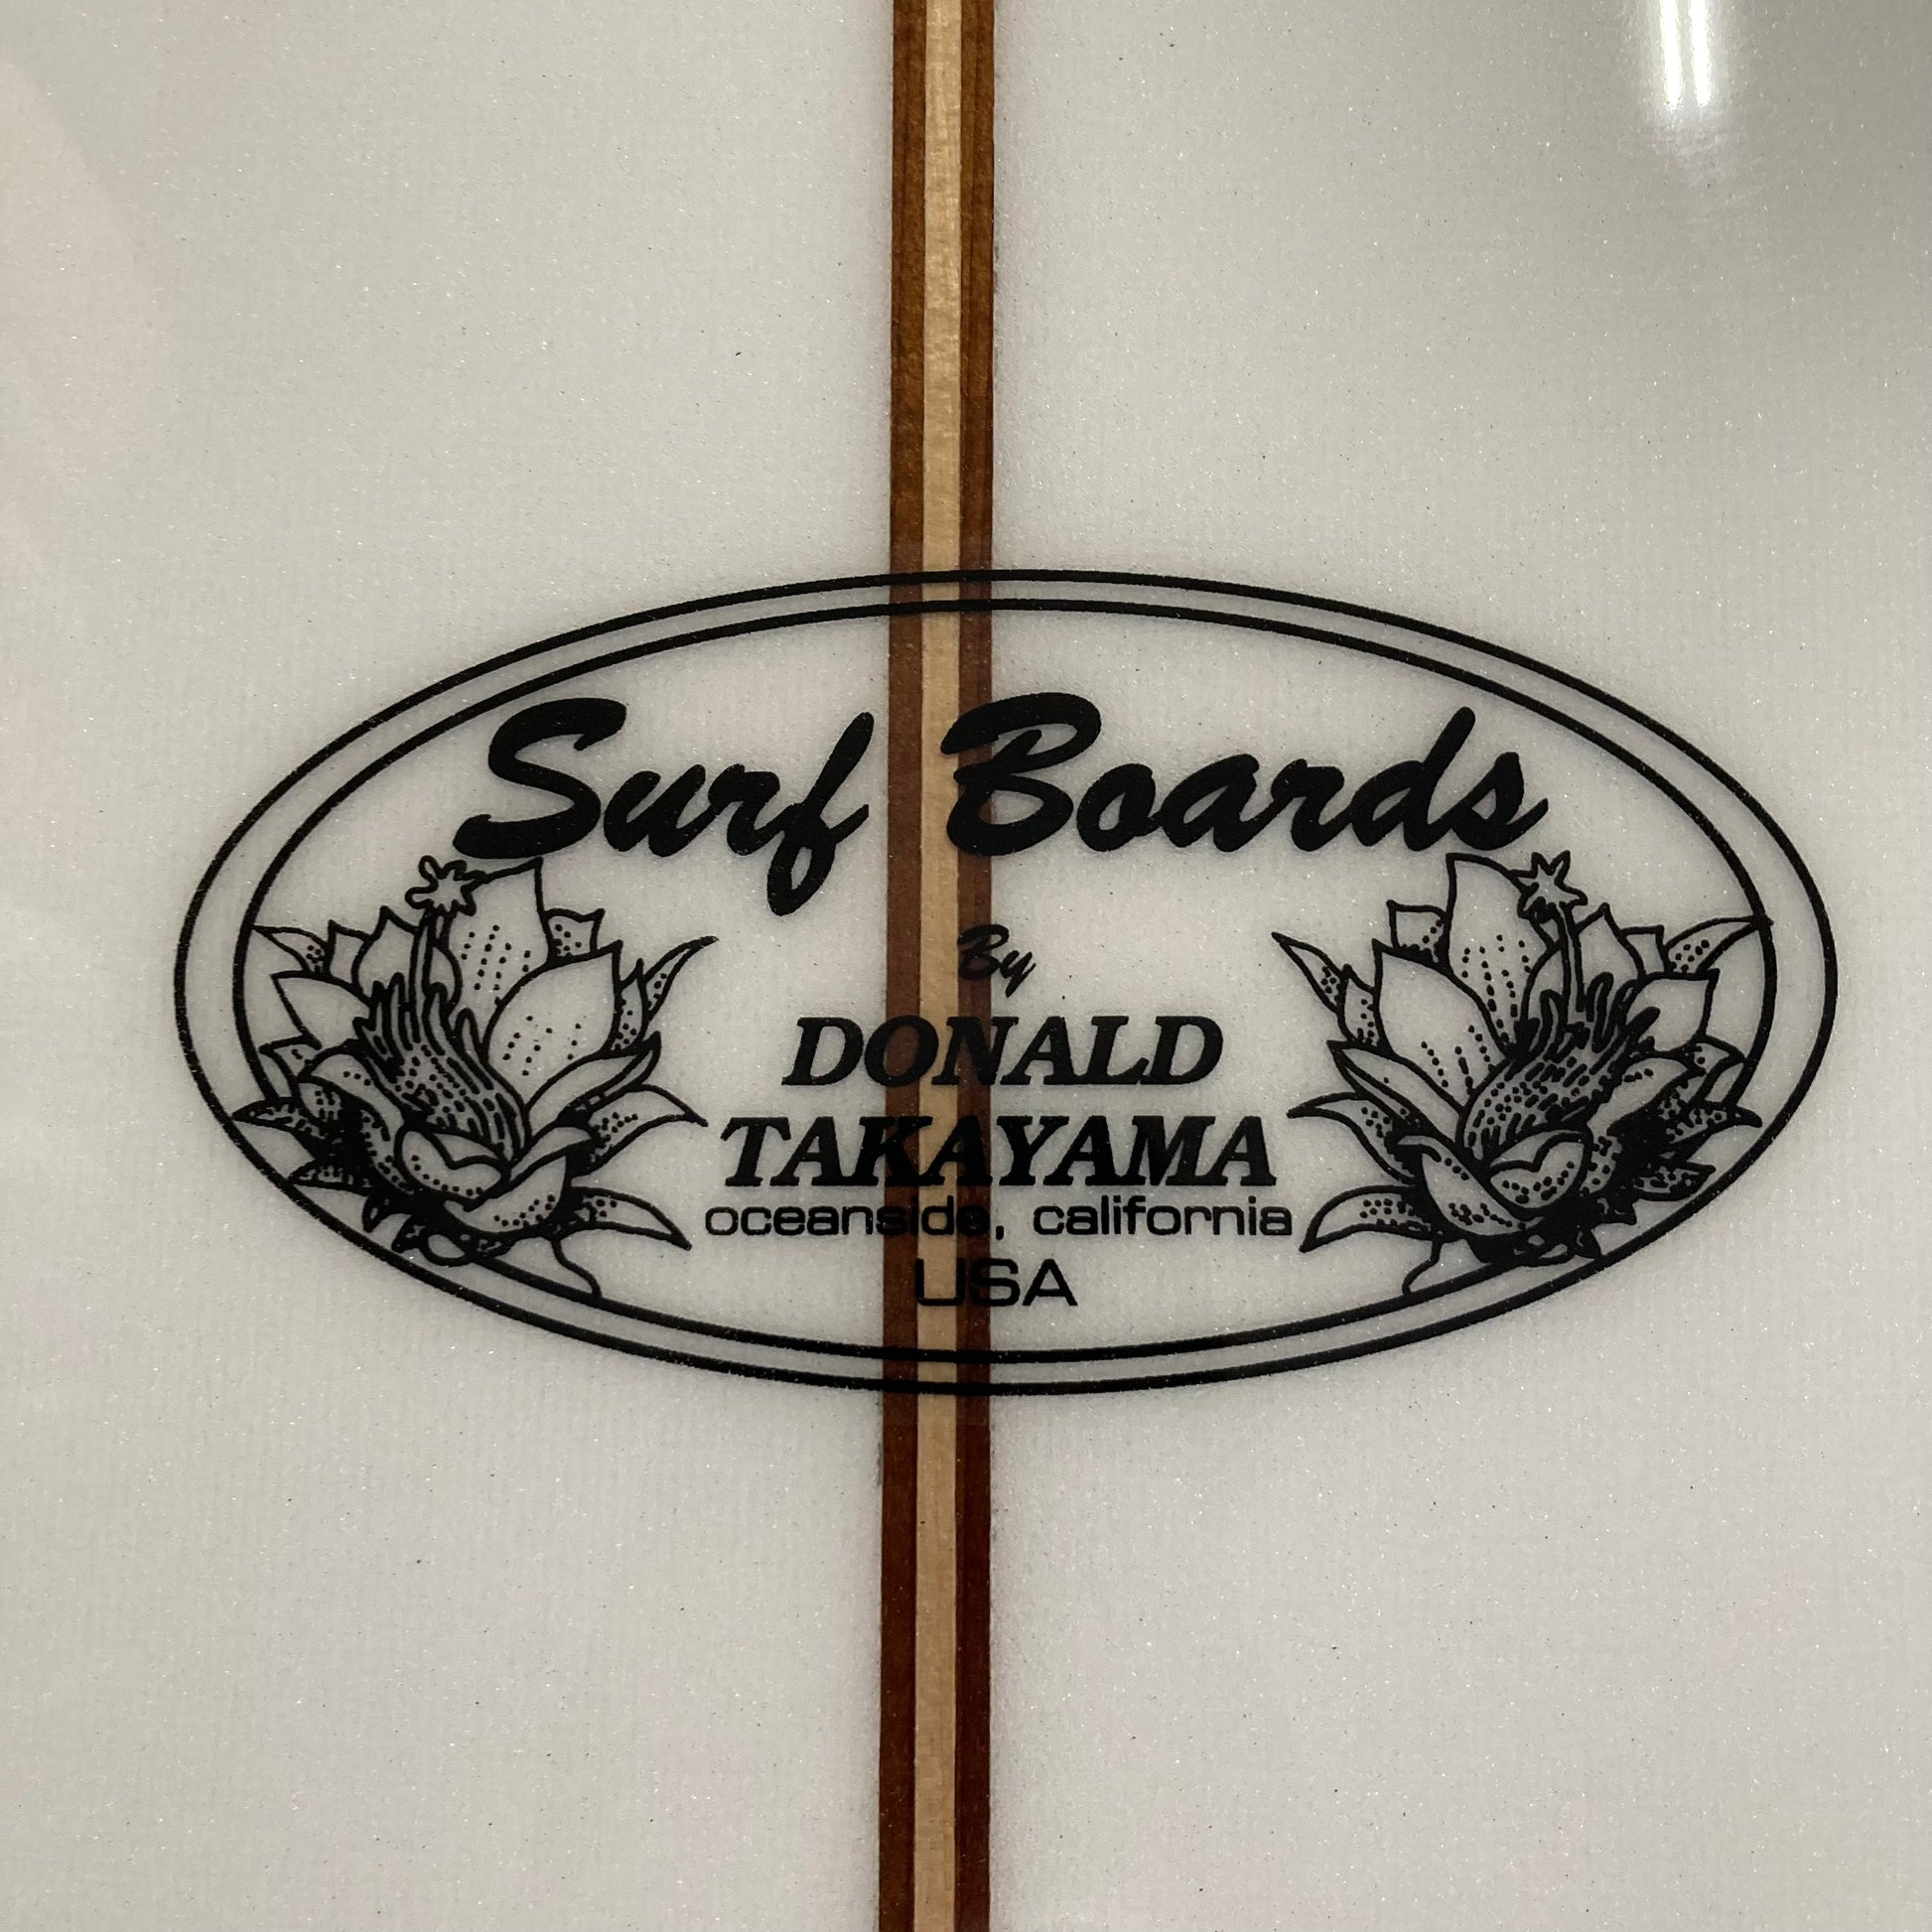 Surf Boards
By
DONALD
TAKAYAMA
oceanside, california
USA